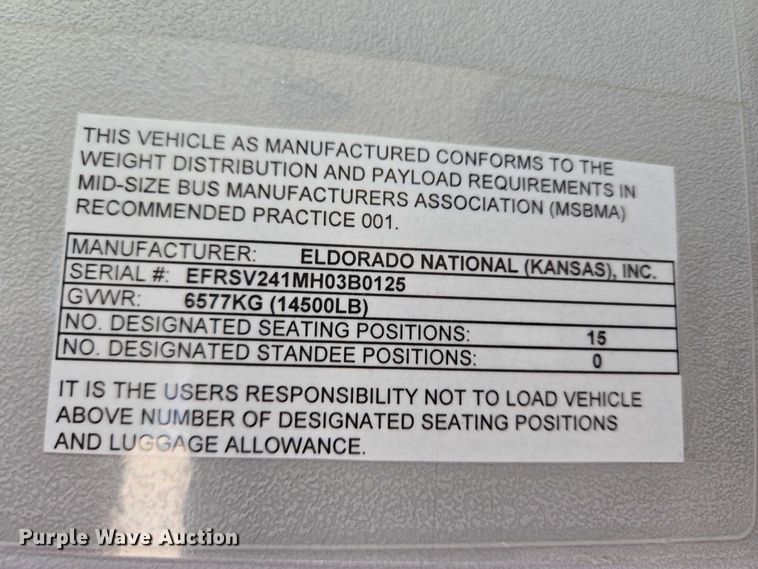 THIS VEHICLE AS MANUFACTURED CONFORMS TO THE
WEIGHT DISTRIBUTION AND PAYLOAD REQUIREMENTS IN
MID-SIZE BUS MANUFACTURERS ASSOCIATION (MSBMA)
RECOMMENDED PRACTICE 001.
MANUFACTURER: ELDORADO NATIONAL (KANSAS), INC.
SERIAL #: EFRSV241MH03B0125
GVWR: 6577KG (14500LB)
NO. DESIGNATED SEATING POSITIONS: 15
NO. DESIGNATED STANDEE POSITIONS: 0
IT IS THE USERS RESPONSIBILITY NOT TO LOAD VEHICLE
ABOVE NUMBER OF DESIGNATED SEATING POSITIONS
AND LUGGAGE ALLOWANCE.
Purple Wave Auction